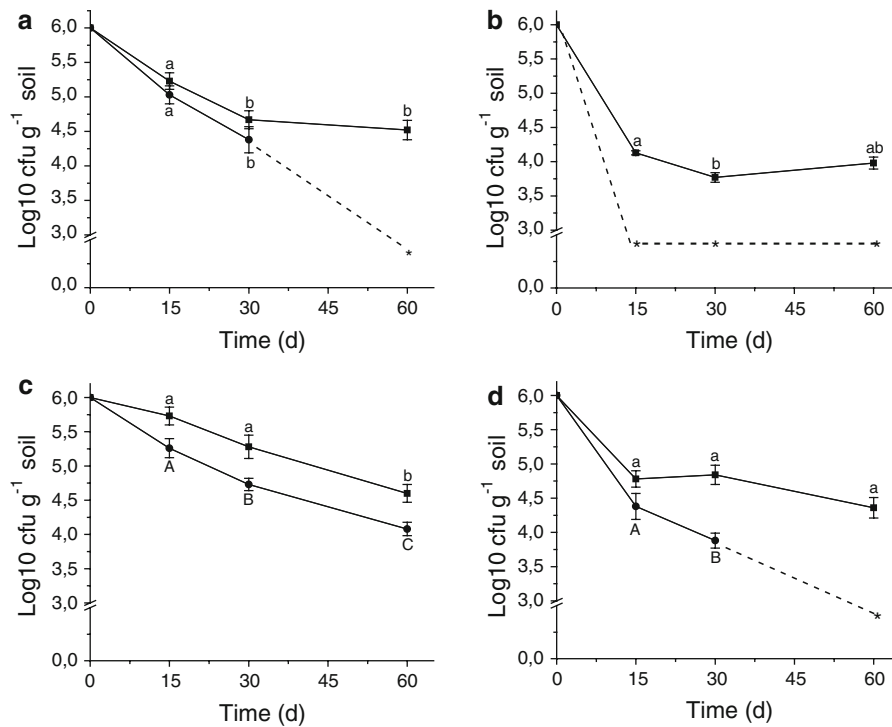 a
Log10 cfu g⁻¹ soil
6,0
5,5
5,0
4,5
4,0
3,5
3,0
0,0
a
a
b
b
b
*
0 15 30 45 60
Time (d)
b
Log10 cfu g⁻¹ soil
6,0
5,5
5,0
4,5
4,0
3,5
3,0
0,0
a
b
ab
* * *
0 15 30 45 60
Time (d)
c
Log10 cfu g⁻¹ soil
6,0
5,5
5,0
4,5
4,0
3,5
3,0
0,0
a
a
b
A
B
C
0 15 30 45 60
Time (d)
d
Log10 cfu g⁻¹ soil
6,0
5,5
5,0
4,5
4,0
3,5
3,0
0,0
a
a
a
A
B
*
0 15 30 45 60
Time (d)